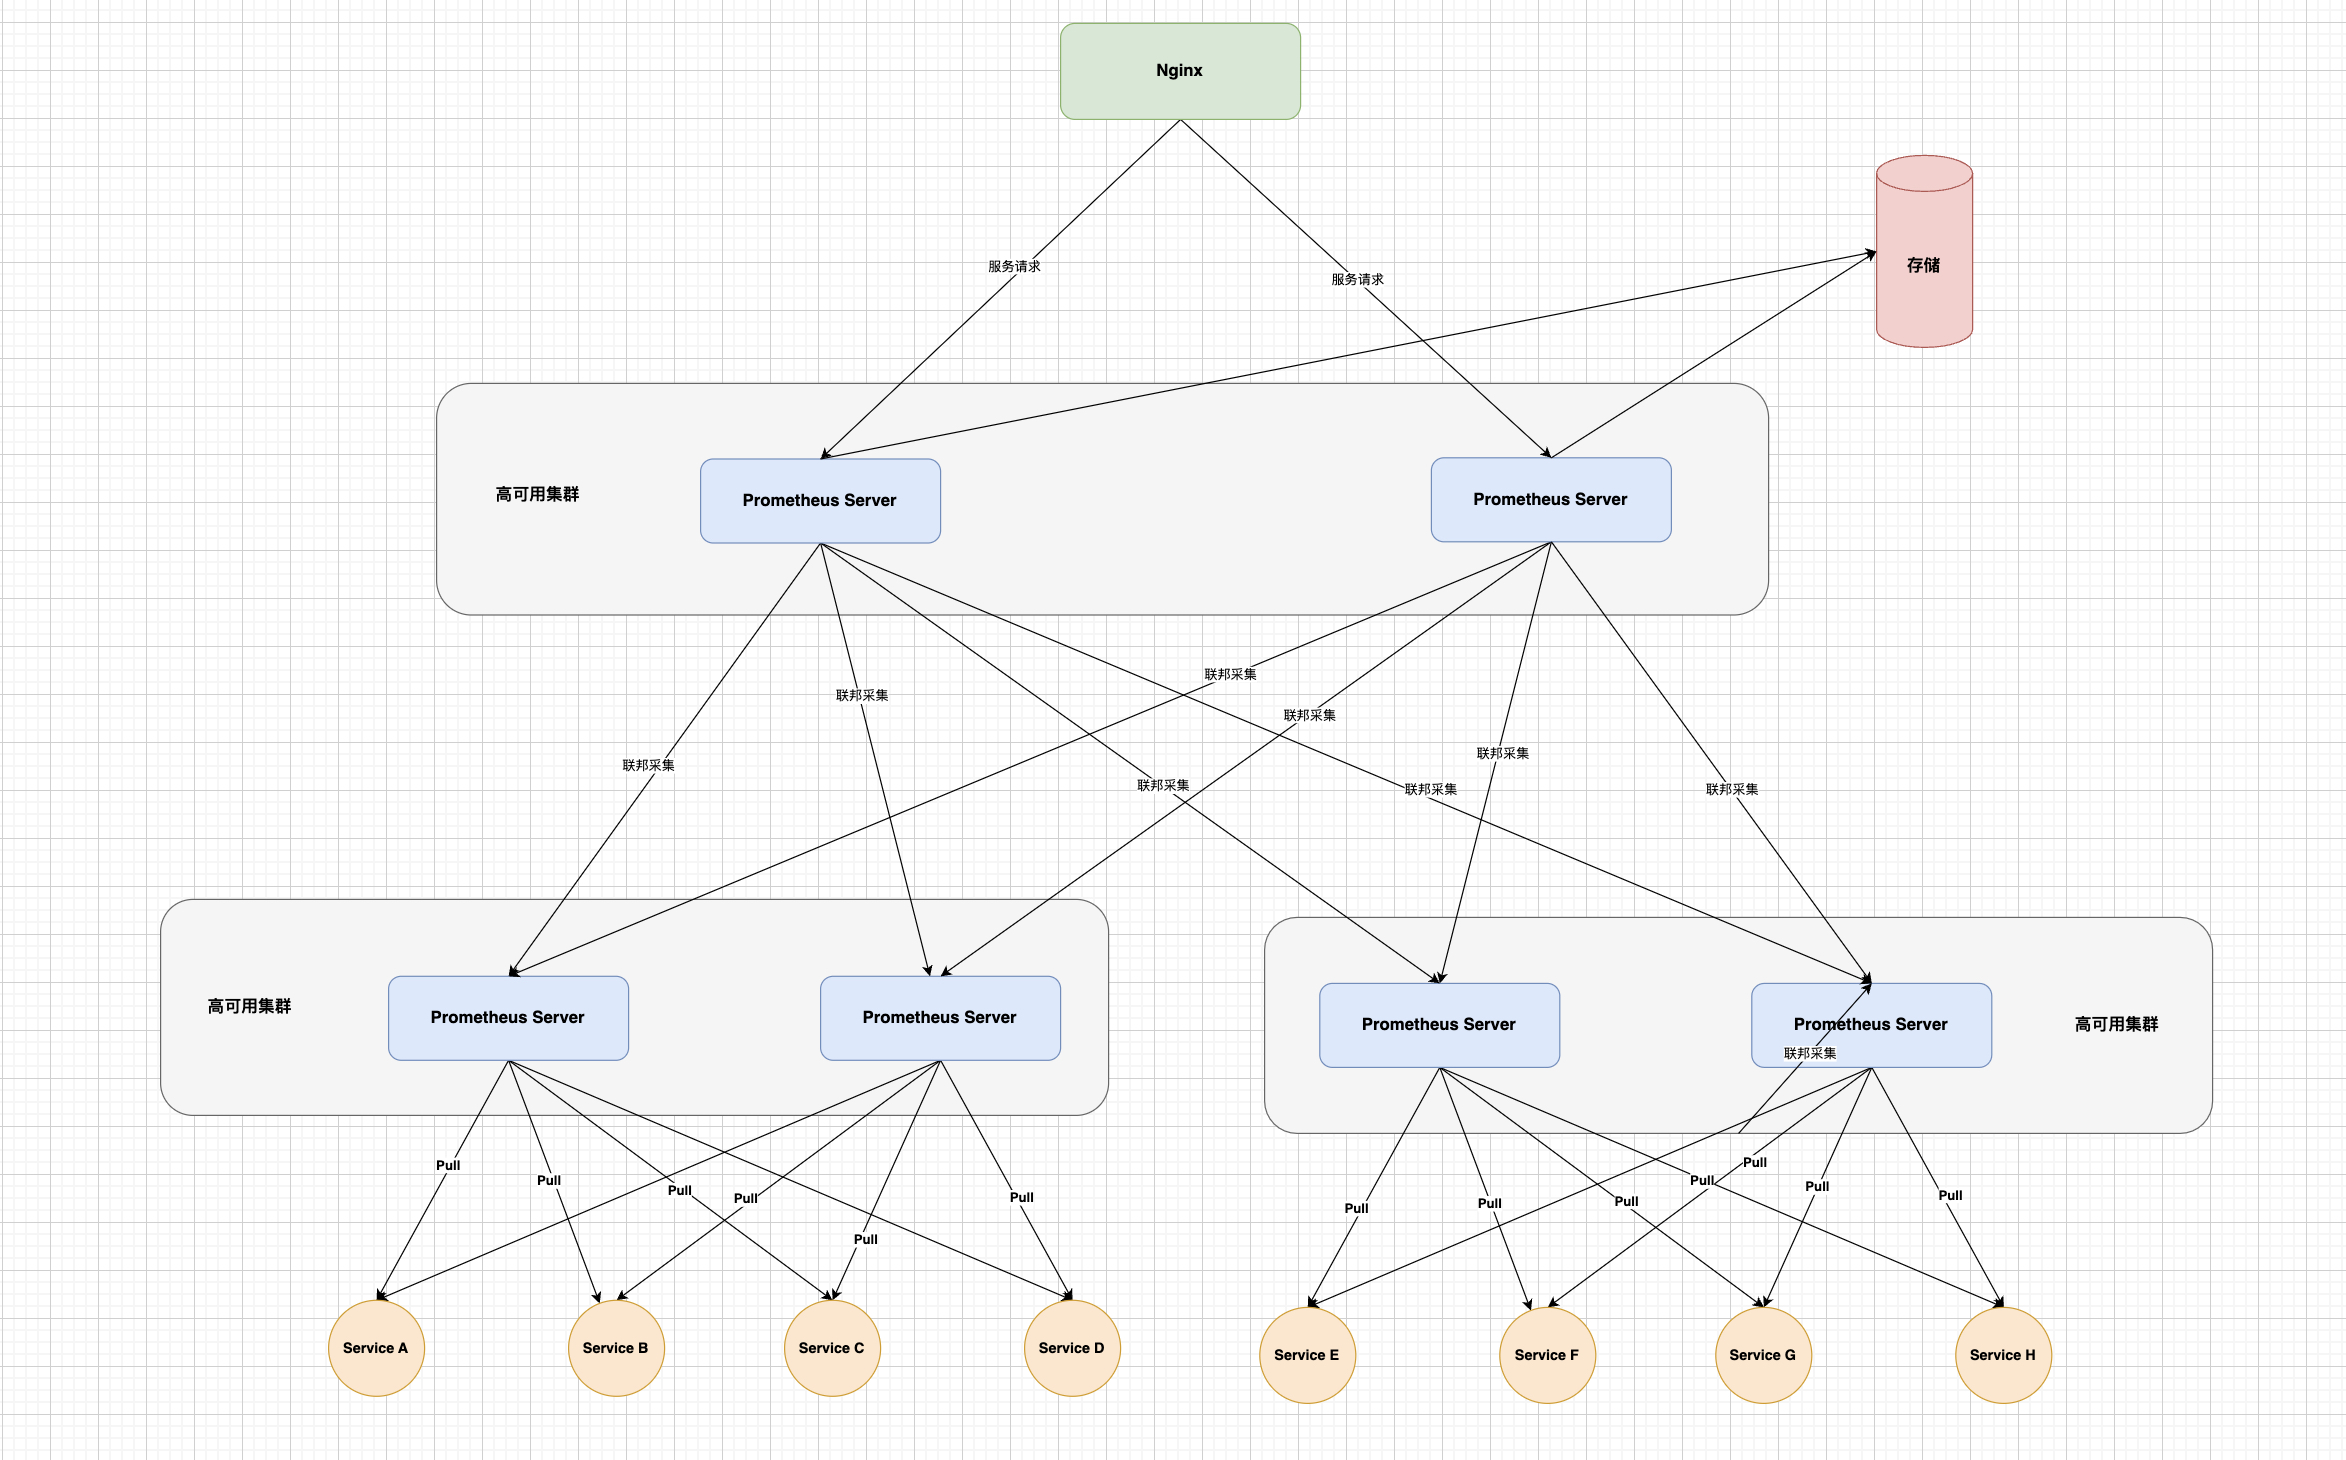 Nginx
存储
服务请求
服务请求
高可用集群
Prometheus Server
Prometheus Server
联邦采集
联邦采集
联邦采集
联邦采集
联邦采集
联邦采集
联邦采集
联邦采集
高可用集群
Prometheus Server
Prometheus Server
Prometheus Server
Prometheus Server
高可用集群
联邦采集
Pull
Pull
Pull
Pull
Pull
Pull
Pull
Pull
Pull
Pull
Pull
Pull
Pull
Service A
Service B
Service C
Service D
Service E
Service F
Service G
Service H